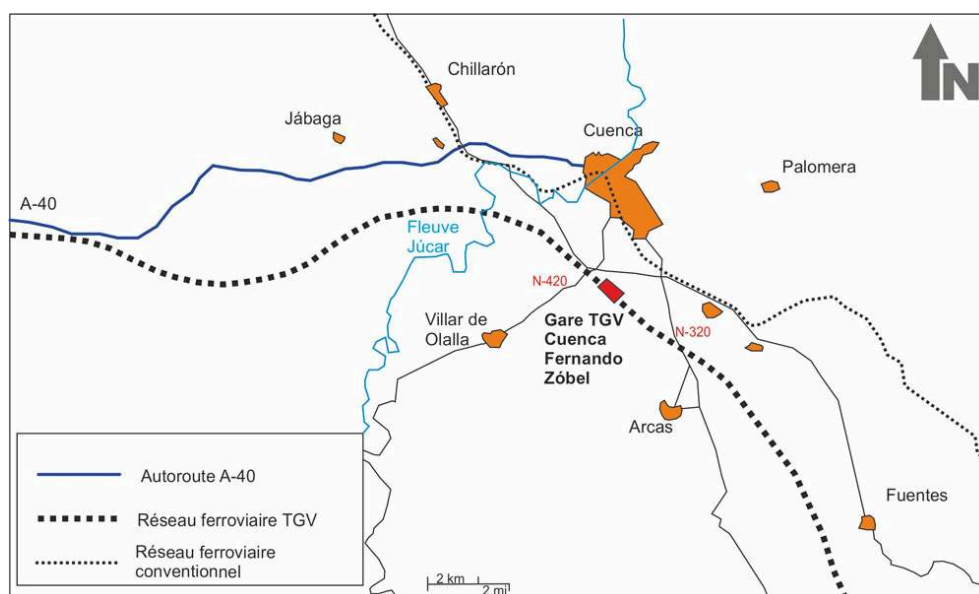 N
Chillarón
Jábaga
Cuenca
Palomera
A-40
Fleuve
Júcar
N-420
Villar de
Olalla
Gare TGV
Cuenca
Fernando
Zóbel
N-320
Arcas
Fuentes
Autoroute A-40
Réseau ferroviaire TGV
Réseau ferroviaire
conventionnel
2 km
2 mi